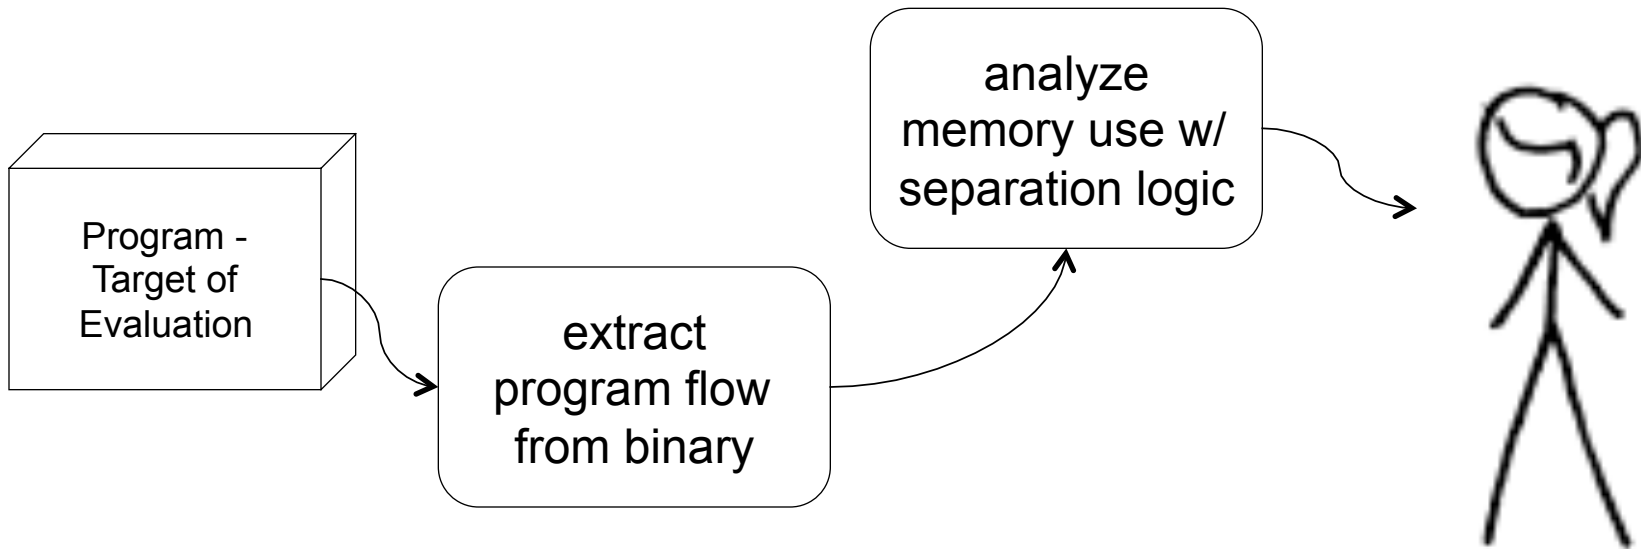 Program -
Target of
Evaluation
extract
program flow
from binary
analyze
memory use w/
separation logic